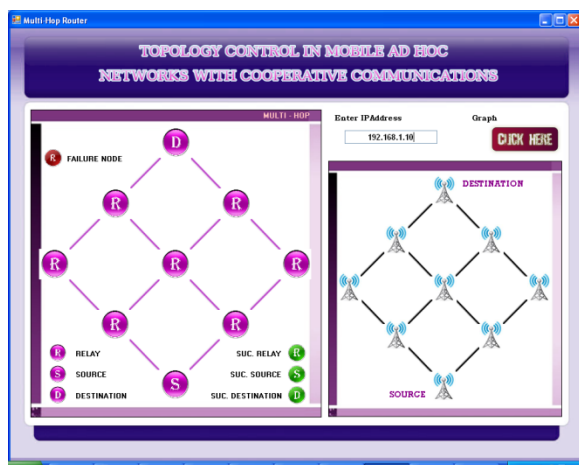 Multi-Hop Router
TOPOLOGY CONTROL IN MOBILE AD HOC
NETWORKS WITH COOPERATIVE COMMUNICATIONS
MULTI - HOP
D
R FAILURE NODE
R R
R R R
R R
R RELAY
S SOURCE
D DESTINATION
S
SUC. RELAY R
SUC. SOURCE S
SUC. DESTINATION D
Enter IPAddress
192.168.1.10
Graph
CLICK HERE
DESTINATION
SOURCE